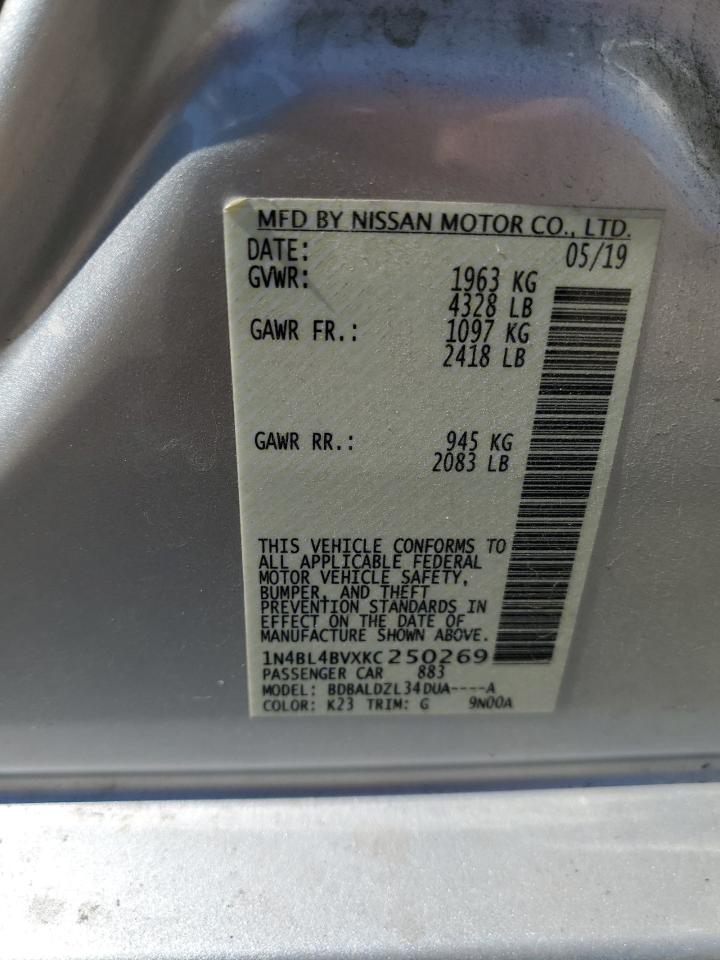 MFD BY NISSAN MOTOR CO., LTD.
DATE: 05/19
GVWR: 1963 KG
4328 LB
GAWR FR.: 1097 KG
2418 LB
GAWR RR.: 945 KG
2083 LB
THIS VEHICLE CONFORMS TO
ALL APPLICABLE FEDERAL
MOTOR VEHICLE SAFETY,
BUMPER, AND THEFT
PREVENTION STANDARDS IN
EFFECT ON THE DATE OF
MANUFACTURE SHOWN ABOVE.
1N4BL4BVXKC250269
PASSENGER CAR 883
MODEL: BDBALDZL34DUA----A
COLOR: K23 TRIM: G 9N00A